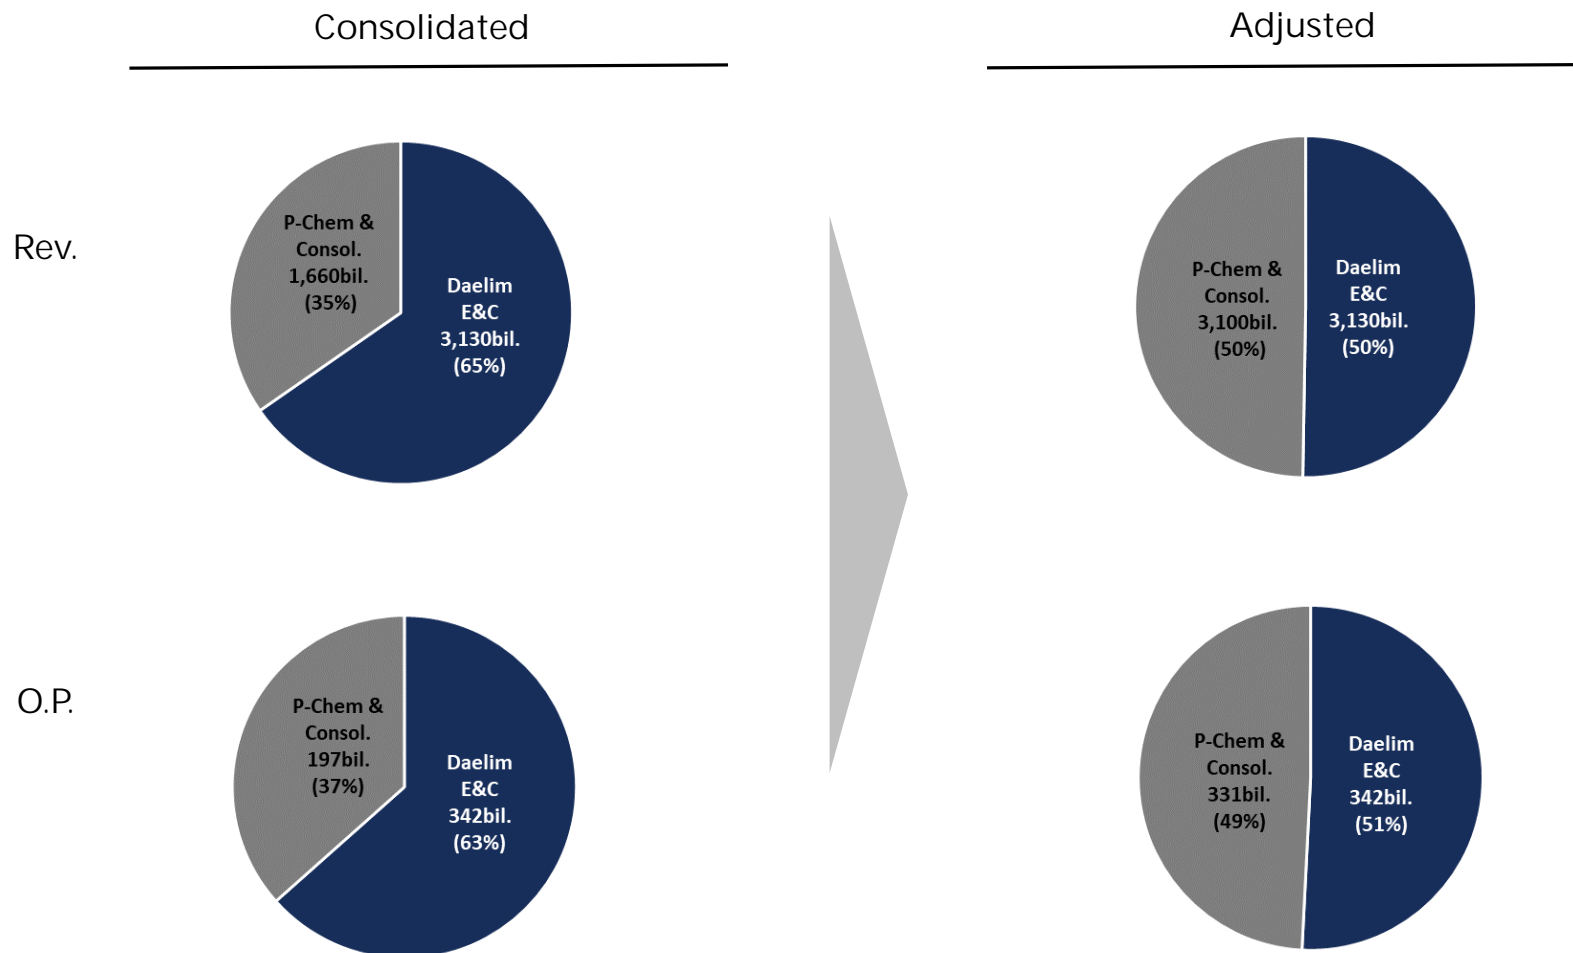 Consolidated
Adjusted
Rev.
P-Chem &
Consol.
1,660bil.
(35%)
Daelim
E&C
3,130bil.
(65%)
P-Chem &
Consol.
3,100bil.
(50%)
Daelim
E&C
3,130bil.
(50%)
O.P.
P-Chem &
Consol.
197bil.
(37%)
Daelim
E&C
342bil.
(63%)
P-Chem &
Consol.
331bil.
(49%)
Daelim
E&C
342bil.
(51%)